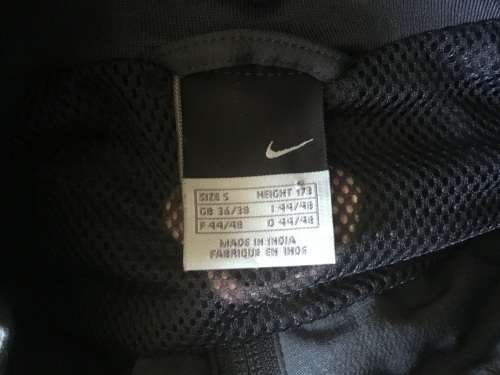 SIZE S HEIGHT 173
GB 36/38 I 44/48
F 44/48 D 44/48
MADE IN INDIA
FABRIQUE EN INDE